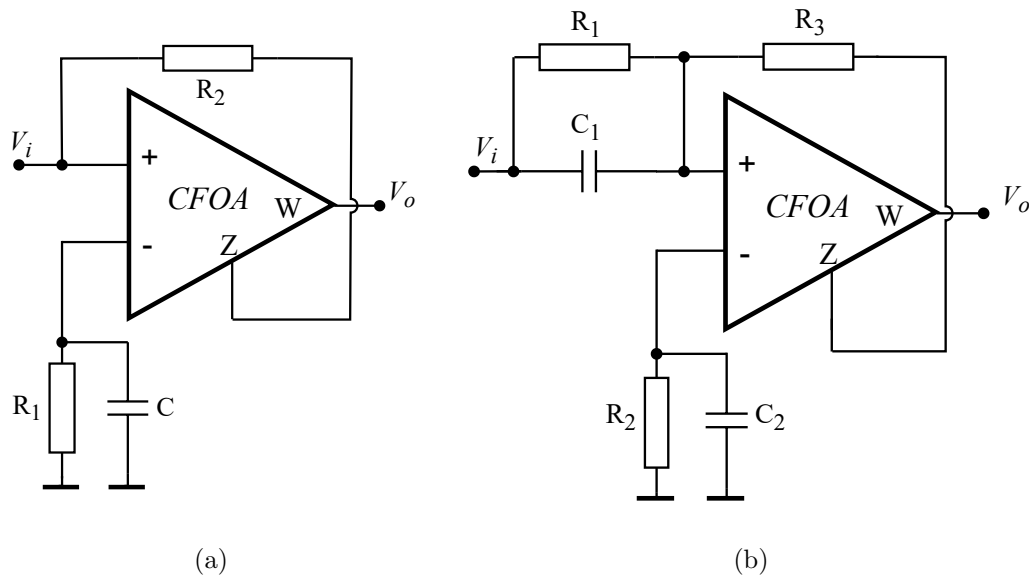 R2
Vi
+
CFOA
W
Vo
-
Z
R1
C
(a)
R1
R3
C1
Vi
+
CFOA
W
Vo
-
Z
R2
C2
(b)